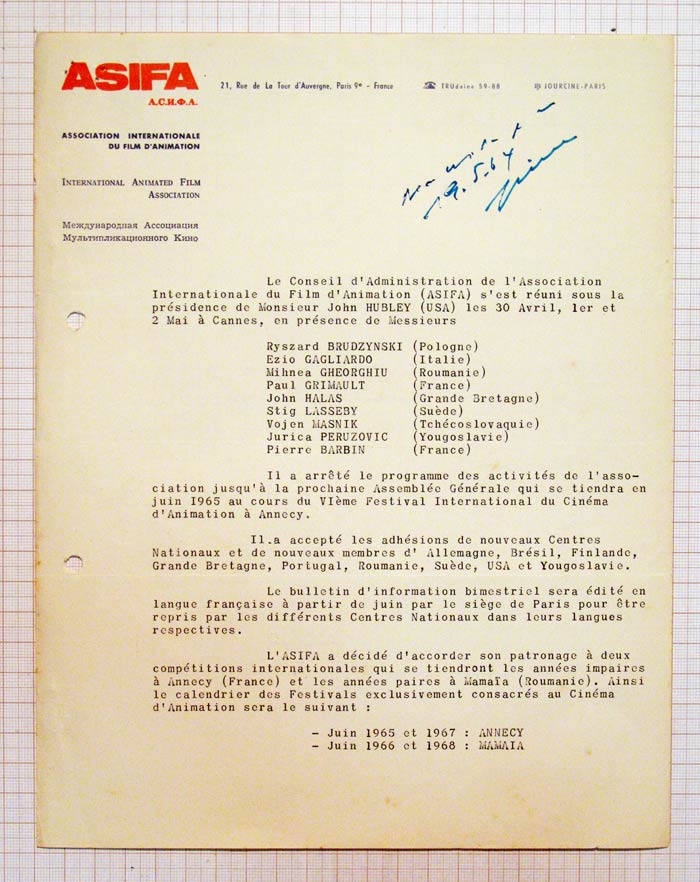 ASIFA
А.С.И.Ф.А.
21, Rue de La Tour d'Auvergne, Paris 9e - France ☎ TRUdaine 59-88 JOURCINE-PARIS
ASSOCIATION INTERNATIONALE
DU FILM D'ANIMATION
INTERNATIONAL ANIMATED FILM
ASSOCIATION
Международная Ассоциация
Мультипликационного Кино
19.5.64
Le Conseil d'Administration de l'Association
Internationale du Film d'Animation (ASIFA) s'est réuni sous la
présidence de Monsieur John HUBLEY (USA) les 30 Avril, 1er et
2 Mai à Cannes, en présence de Messieurs
Ryszard BRUDZYNSKI (Pologne)
Ezio GAGLIARDO (Italie)
Mihnea GHEORGHIU (Roumanie)
Paul GRIMAULT (France)
John HALAS (Grande Bretagne)
Stig LASSEBY (Suède)
Vojen MASNIK (Tchécoslovaquie)
Jurica PERUZOVIC (Yougoslavie)
Pierre BARBIN (France)
Il a arrêté le programme des activités de l'asso-
ciation jusqu'à la prochaine Assemblée Générale qui se tiendra en
juin I965 au cours du VIème Festival International du Cinéma
d'Animation à Annecy.
Il.a accepté les adhésions de nouveaux Centres
Nationaux et de nouveaux membres d' Allemagne, Brésil, Finlande,
Grande Bretagne, Portugal, Roumanie, Suède, USA et Yougoslavie.
Le bulletin d'information bimestriel sera édité en
langue française à partir de juin par le siège de Paris pour être
repris par les différents Centres Nationaux dans leurs langues
respectives.
L'ASIFA a décidé d'accorder son patronage à deux
compétitions internationales qui se tiendront les années impaires
à Annecy (France) et les années paires à Mamaïa (Roumanie). Ainsi
le calendrier des Festivals exclusivement consacrés au Cinéma
d'Animation sera le suivant :
- Juin 1965 et 1967 : ANNECY
- Juin 1966 et 1968 : MAMAIA